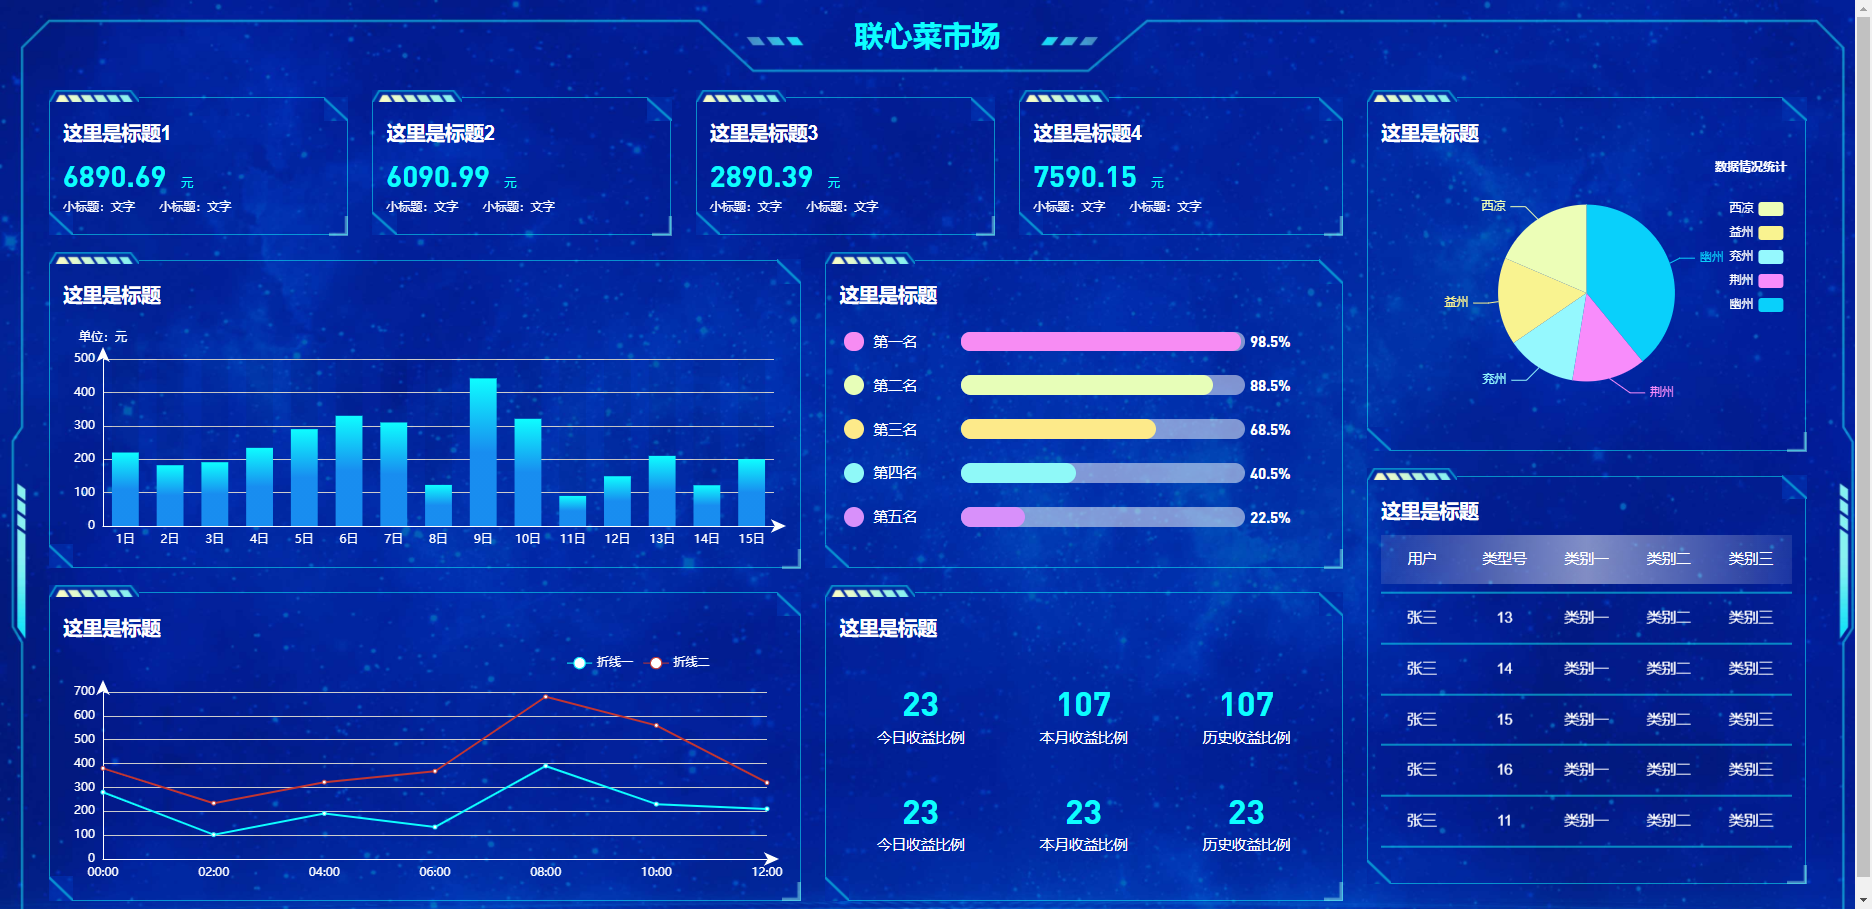 联心菜市场
这里是标题1
6890.69 元
小标题：文字 小标题：文字
这里是标题2
6090.99 元
小标题：文字 小标题：文字
这里是标题3
2890.39 元
小标题：文字 小标题：文字
这里是标题4
7590.15 元
小标题：文字 小标题：文字
这里是标题
数据情况统计
西凉
益州
兖州
荆州
幽州
西凉
益州
兖州
荆州
幽州
这里是标题
单位：元
500
400
300
200
100
0
1日 2日 3日 4日 5日 6日 7日 8日 9日 10日 11日 12日 13日 14日 15日
这里是标题
第一名 98.5%
第二名 88.5%
第三名 68.5%
第四名 40.5%
第五名 22.5%
这里是标题
用户 类型号 类别一 类别二 类别三
张三 13 类别一 类别二 类别三
张三 14 类别一 类别二 类别三
张三 15 类别一 类别二 类别三
张三 16 类别一 类别二 类别三
张三 11 类别一 类别二 类别三
这里是标题
折线一 折线二
700
600
500
400
300
200
100
0
00:00 02:00 04:00 06:00 08:00 10:00 12:00
这里是标题
23 107 107
今日收益比例 本月收益比例 历史收益比例
23 23 23
今日收益比例 本月收益比例 历史收益比例